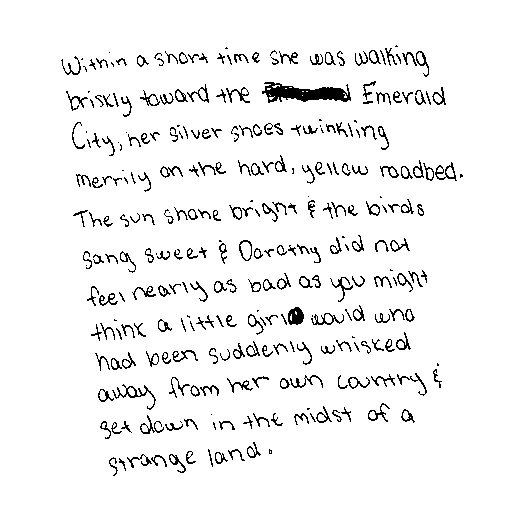 Within a short time she was walking
briskly toward the Emerald
City, her silver shoes twinkling
merrily on the hard, yellow roadbed.
The sun shone bright & the birds
sang sweet & Dorothy did not
feel nearly as bad as you might
think a little girl would who
had been suddenly whisked
away from her own country &
set down in the midst of a
strange land.